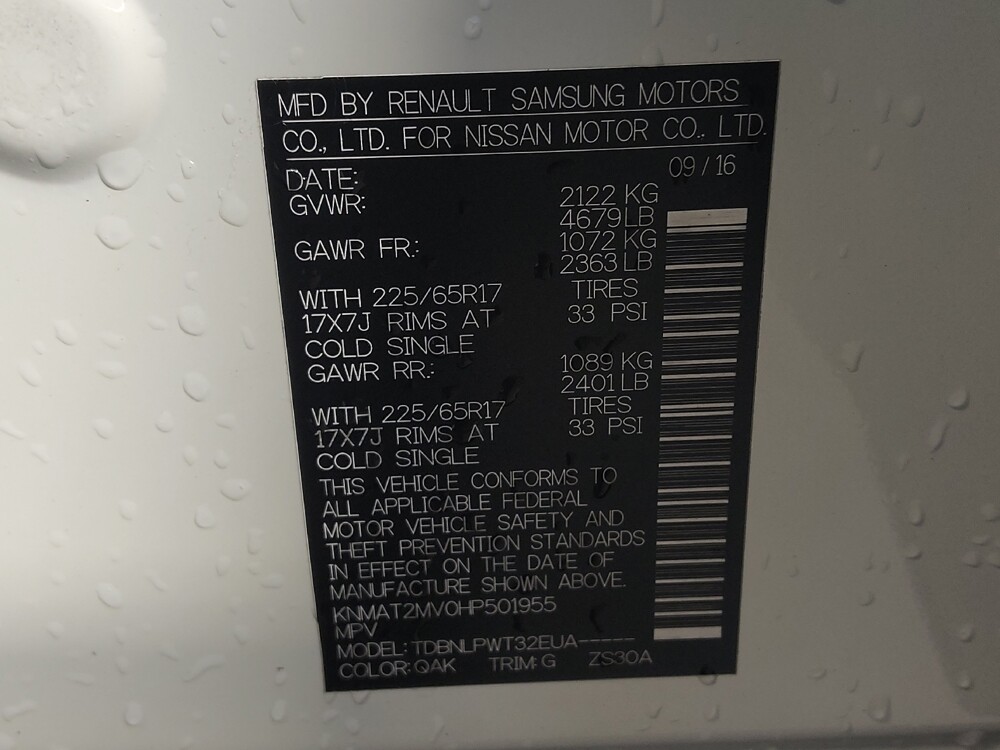 MFD BY RENAULT SAMSUNG MOTORS
CO., LTD. FOR NISSAN MOTOR CO., LTD.
DATE: 09 / 16
GVWR: 2122 KG
4679 LB
GAWR FR.: 1072 KG
2363 LB
WITH 225/65R17 TIRES
17X7J RIMS AT 33 PSI
COLD SINGLE
GAWR RR.: 1089 KG
2401 LB
WITH 225/65R17 TIRES
17X7J RIMS AT 33 PSI
COLD SINGLE
THIS VEHICLE CONFORMS TO
ALL APPLICABLE FEDERAL
MOTOR VEHICLE SAFETY AND
THEFT PREVENTION STANDARDS
IN EFFECT ON THE DATE OF
MANUFACTURE SHOWN ABOVE.
KNMAT2MV0HP501955
MPV
MODEL: TDBNLPWT32EUA-----
COLOR: QAK TRIM: G ZS30A